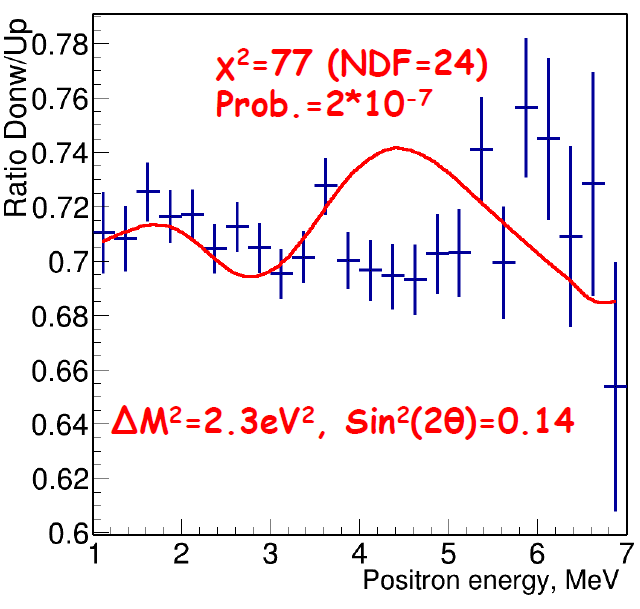 0.78
χ²=77 (NDF=24)
0.76
Prob.=2*10⁻⁷
0.74
Ratio Donw/Up
0.72
0.7
0.68
0.66
0.64
ΔM²=2.3eV², Sin²(2θ)=0.14
0.62
0.6
1 2 3 4 5 6 7
Positron energy, MeV